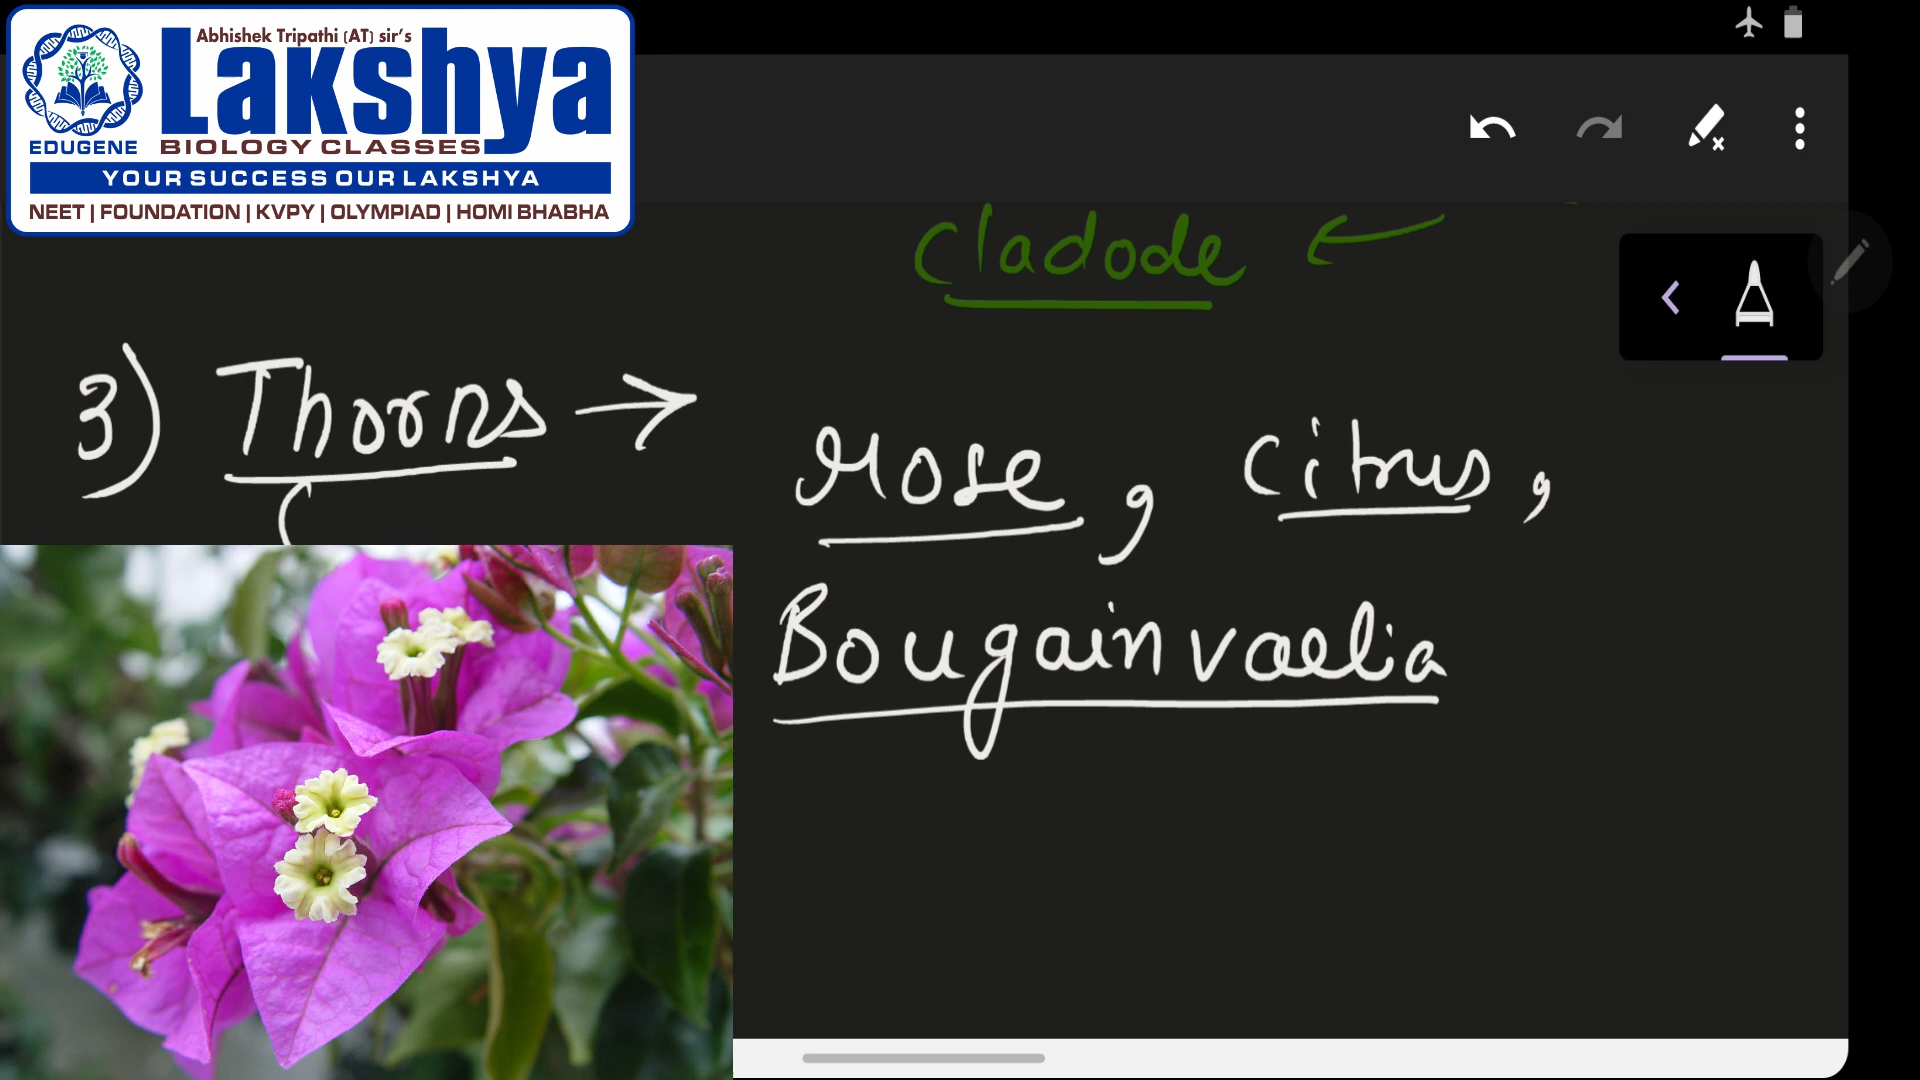 Abhishek Tripathi (AT) sir's
Lakshya
EDUGENE BIOLOGY CLASSES
YOUR SUCCESS OUR LAKSHYA
NEET | FOUNDATION | KVPY | OLYMPIAD | HOMI BHABHA
Cladode ←
3) Thorns → Rose, Citrus,
Bougainvaelia